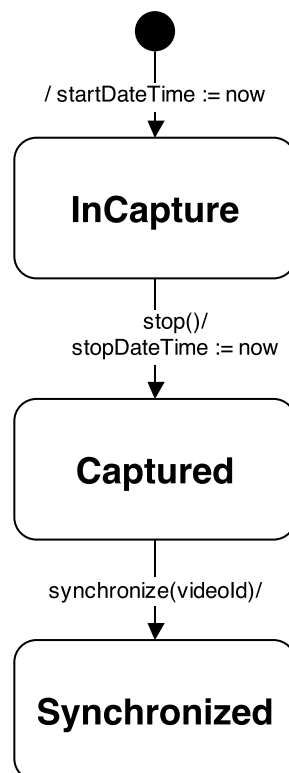 / startDateTime := now
InCapture
stop()/
stopDateTime := now
Captured
synchronize(videoId)/
Synchronized